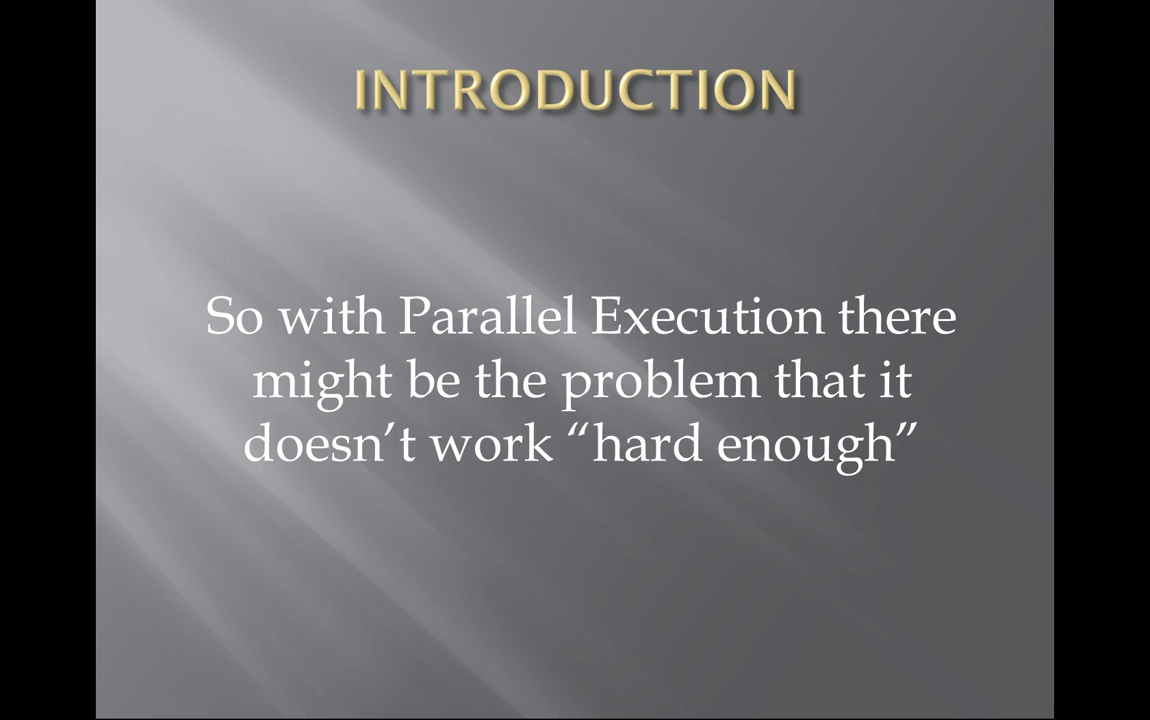 INTRODUCTION
So with Parallel Execution there
might be the problem that it
doesn’t work “hard enough”